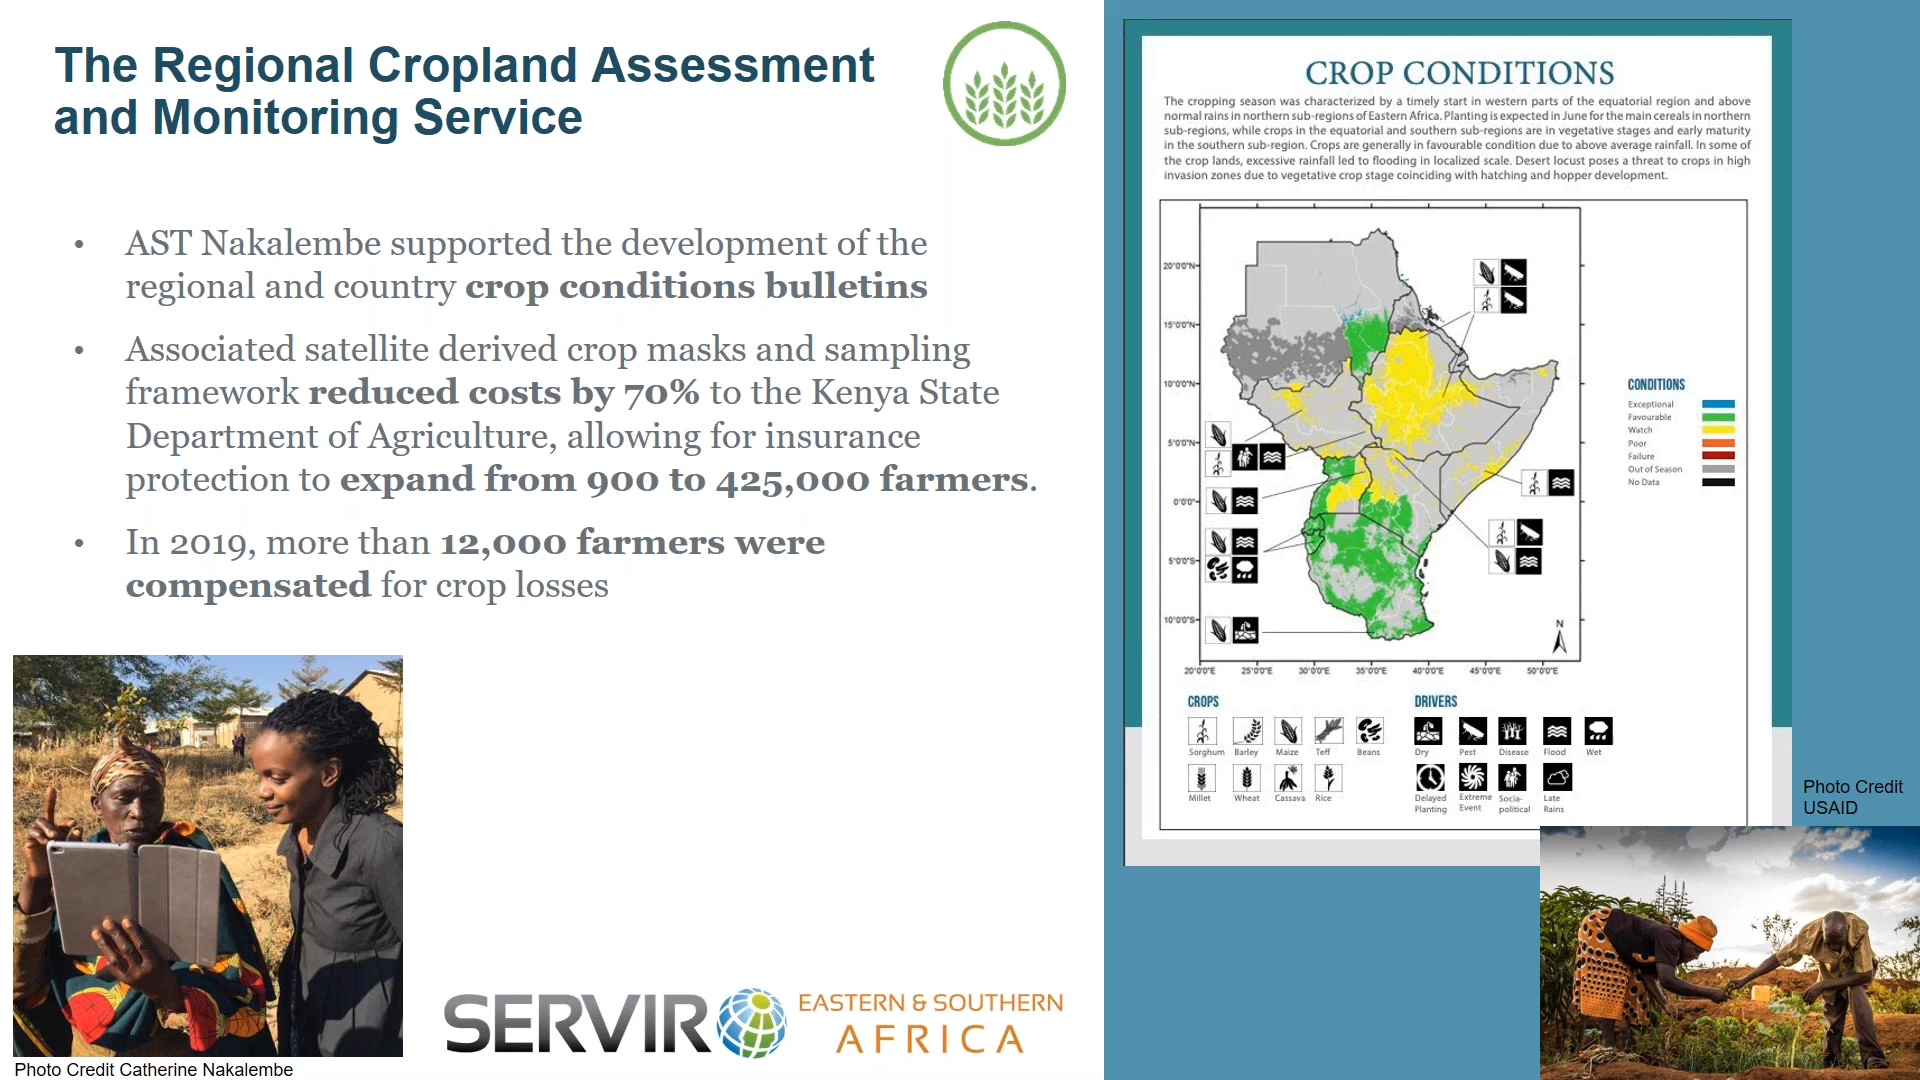 The Regional Cropland Assessment
and Monitoring Service
• AST Nakalembe supported the development of the
regional and country crop conditions bulletins
• Associated satellite derived crop masks and sampling
framework reduced costs by 70% to the Kenya State
Department of Agriculture, allowing for insurance
protection to expand from 900 to 425,000 farmers.
• In 2019, more than 12,000 farmers were
compensated for crop losses
Photo Credit Catherine Nakalembe
SERVIR
EASTERN & SOUTHERN
AFRICA
CROP CONDITIONS
The cropping season was characterized by a timely start in western parts of the equatorial region and above
normal rains in northern sub-regions of Eastern Africa. Planting is expected in June for the main cereals in northern
sub-regions, while crops in the equatorial and southern sub-regions are in vegetative stages and early maturity
in the southern sub-region. Crops are generally in favourable condition due to above average rainfall. In some of
the crop lands, excessive rainfall led to flooding in localized scale. Desert locust poses a threat to crops in high
invasion zones due to vegetative crop stage coinciding with hatching and hopper development.
20°0'0"N
15°0'0"N
10°0'0"N
5°0'0"N
0°0'0"
5°0'0"S
10°0'0"S
20°0'0"E 25°0'0"E 30°0'0"E 35°0'0"E 40°0'0"E 45°0'0"E 50°0'0"E
N
CONDITIONS
Exceptional
Favourable
Watch
Poor
Failure
Out of Season
No Data
CROPS
Sorghum Barley Maize Teff Beans
Millet Wheat Cassava Rice
DRIVERS
Dry Pest Disease Flood Wet
Delayed Extreme Socia- Late
Planting Event political Rains
Photo Credit
USAID